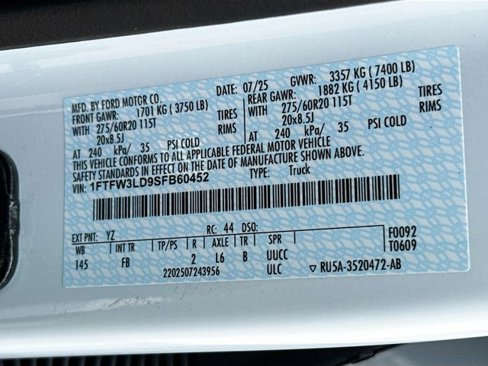 MFD. BY FORD MOTOR CO.
DATE: 07/25 GVWR: 3357 KG (7400 LB)
FRONT GAWR: 1701 KG (3750 LB) REAR GAWR: 1882 KG (4150 LB)
WITH 275/60R20 115T TIRES WITH 275/60R20 115T TIRES
20x8.5J RIMS 20x8.5J RIMS
AT 240 kPa/ 35 PSI COLD AT 240 kPa/ 35 PSI COLD
THIS VEHICLE CONFORMS TO ALL APPLICABLE FEDERAL MOTOR VEHICLE
SAFETY STANDARDS IN EFFECT ON THE DATE OF MANUFACTURE SHOWN ABOVE.
VIN: 1FTFW3LD9SFB60452 TYPE: Truck
F0092
T0609
EXT PNT: YZ RC: 44 DSO:
WB INT TR TP/PS R AXLE TR SPR
145 FB 2 L6 B UUCC
2202507243956 ULC RU5A-3520472-AB